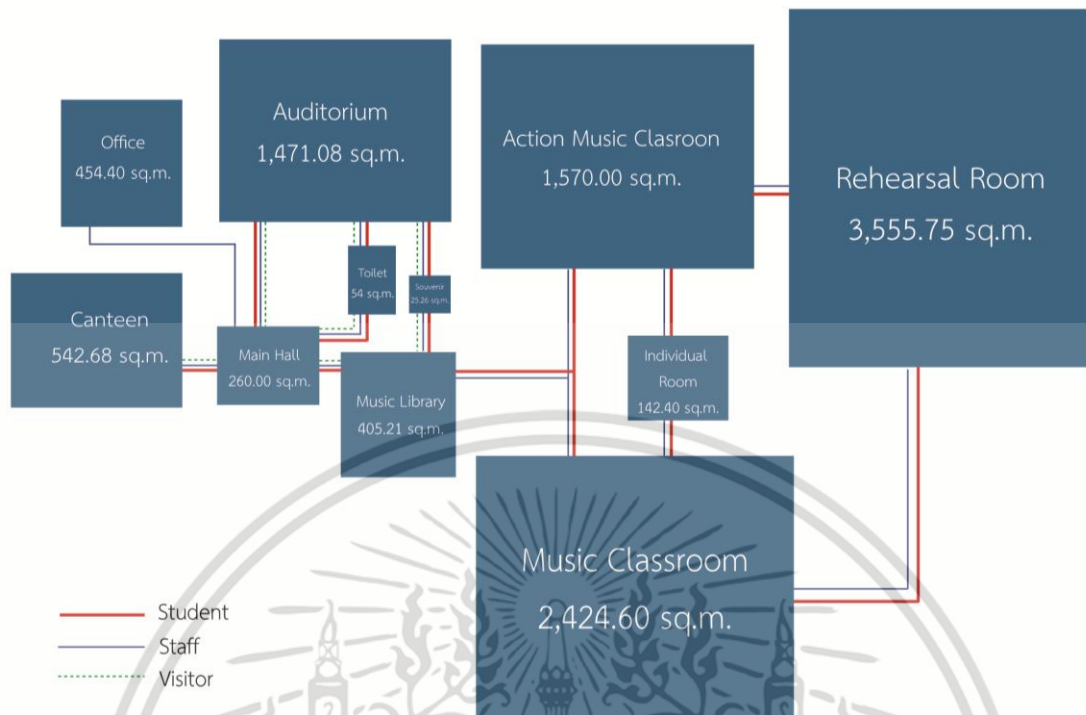 Office
454.40 sq.m.
Auditorium
1,471.08 sq.m.
Action Music Clasroon
1,570.00 sq.m.
Rehearsal Room
3,555.75 sq.m.
Canteen
542.68 sq.m.
Toilet
54 sq.m.
Souvenir
25.26 sq.m.
Main Hall
260.00 sq.m.
Music Library
405.21 sq.m.
Individual
Room
142.40 sq.m.
Music Classroom
2,424.60 sq.m.
Student
Staff
Visitor